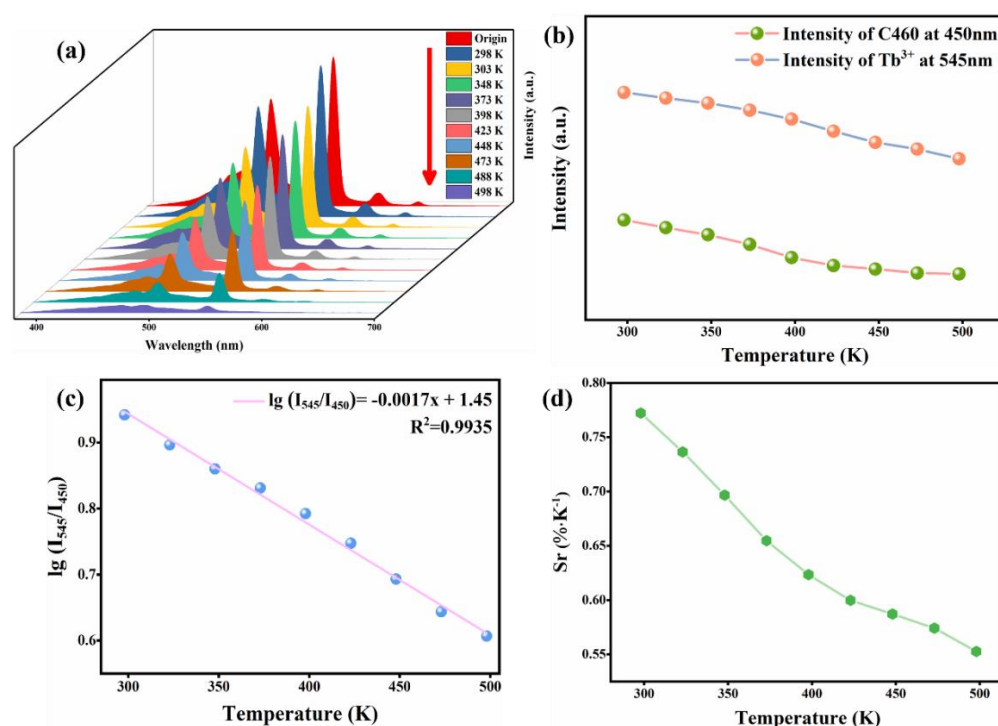 (a)
Origin
298 K
303 K
348 K
373 K
398 K
423 K
448 K
473 K
488 K
498 K
Intensity (a.u.)
400
500
600
700
Wavelength (nm)
(b)
Intensity of C460 at 450nm
Intensity of Tb³⁺ at 545nm
Intensity (a.u.)
300 350 400 450 500
Temperature (K)
(c)
lg (I₅₄₅/I₄₅₀)= -0.0017x + 1.45
R²=0.9935
lg (I₅₄₅/I₄₅₀)
0.9
0.8
0.7
0.6
300 350 400 450 500
Temperature (K)
(d)
Sr (%·K⁻¹)
0.80
0.75
0.70
0.65
0.60
0.55
300 350 400 450 500
Temperature (K)